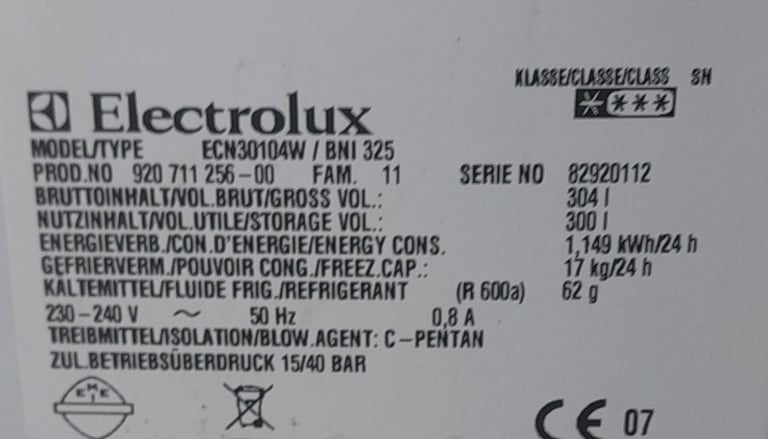 KLASSE/CLASSE/CLASS SN
Electrolux
MODEL/TYPE ECN30104W / BNI 325
PROD.NO 920 711 256-00 FAM. 11 SERIE NO 82920112
BRUTTOINHALT/VOL.BRUT/GROSS VOL.: 304 l
NUTZINHALT/VOL.UTILE/STORAGE VOL.: 300 l
ENERGIEVERB./CON.D'ENERGIE/ENERGY CONS. 1,149 kWh/24 h
GEFRIERVERM./POUVOIR CONG./FREEZ.CAP.: 17 kg/24 h
KALTEMITTEL/FLUIDE FRIG./REFRIGERANT (R 600a) 62 g
230-240 V ~ 50 Hz 0,8 A
TREIBMITTEL/ISOLATION/BLOW.AGENT: C-PENTAN
ZUL.BETRIEBSÜBERDRUCK 15/40 BAR
CE 07